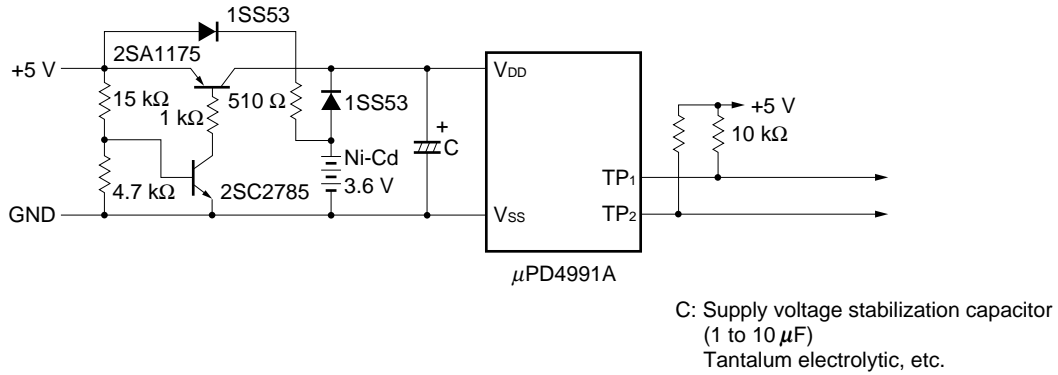 1SS53
2SA1175
+5 V
VDD
15 kΩ
1 kΩ
510 Ω
1SS53
+5 V
10 kΩ
+
C
Ni-Cd
3.6 V
TP1
4.7 kΩ
2SC2785
GND
VSS
TP2
μPD4991A
C: Supply voltage stabilization capacitor
(1 to 10 μF)
Tantalum electrolytic, etc.